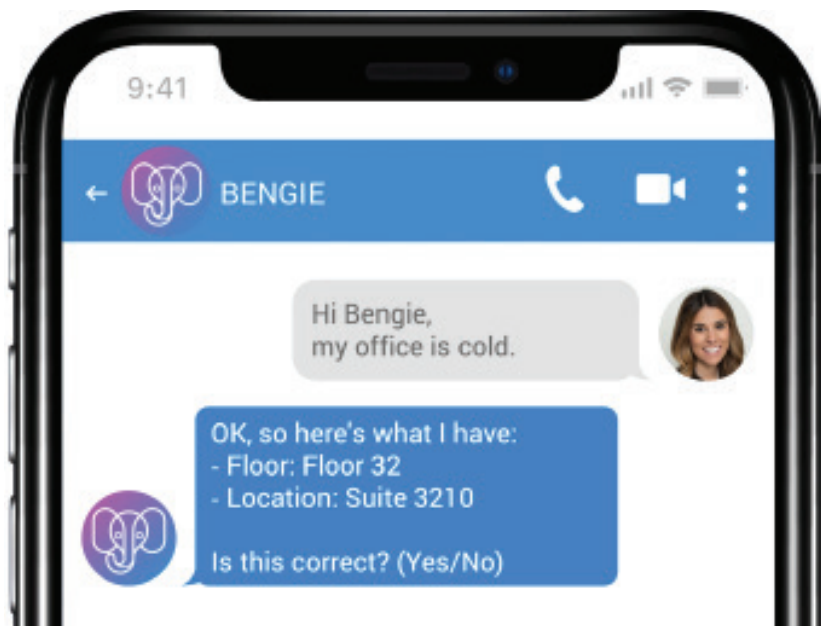 9:41
BENGIE
Hi Bengie,
my office is cold.
OK, so here's what I have:
- Floor: Floor 32
- Location: Suite 3210
Is this correct? (Yes/No)